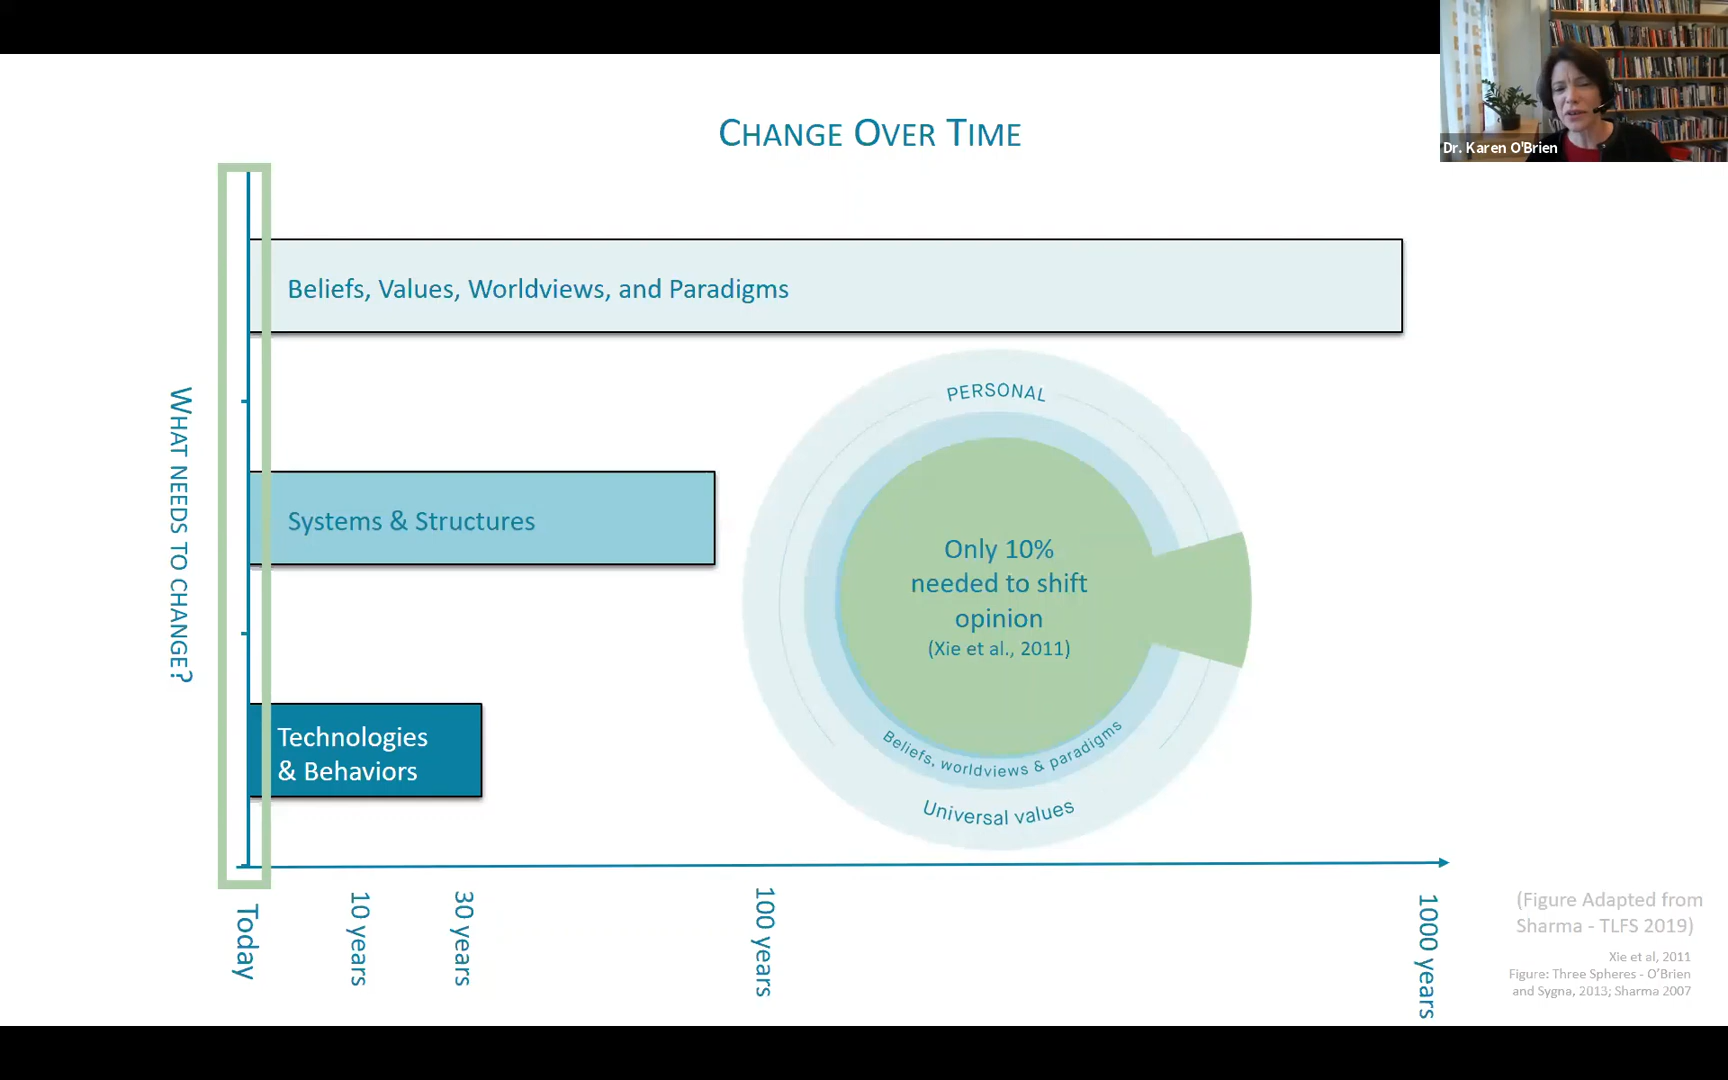 Dr. Karen O'Brien
CHANGE OVER TIME
WHAT NEEDS TO CHANGE?
Beliefs, Values, Worldviews, and Paradigms
Systems & Structures
Technologies
& Behaviors
PERSONAL
Only 10%
needed to shift
opinion
(Xie et al., 2011)
Beliefs, worldviews & paradigms
Universal values
Today
10 years
30 years
100 years
1000 years
(Figure Adapted from
Sharma - TLFS 2019)
Xie et al, 2011
Figure: Three Spheres - O'Brien
and Sygna, 2013; Sharma 2007